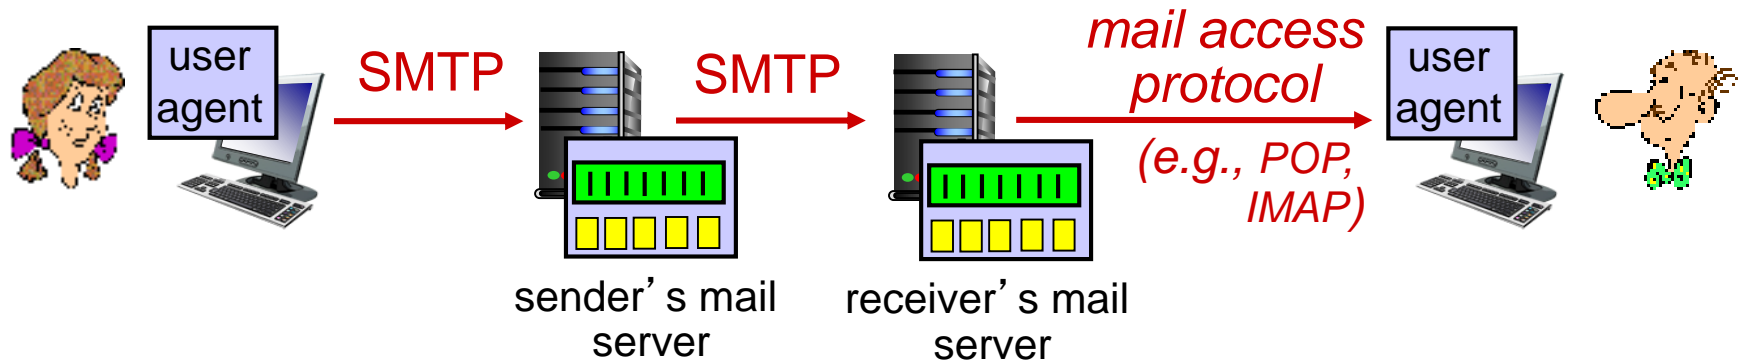 user
agent
SMTP
SMTP
mail access
protocol
(e.g., POP,
IMAP)
user
agent
sender’s mail
server
receiver’s mail
server